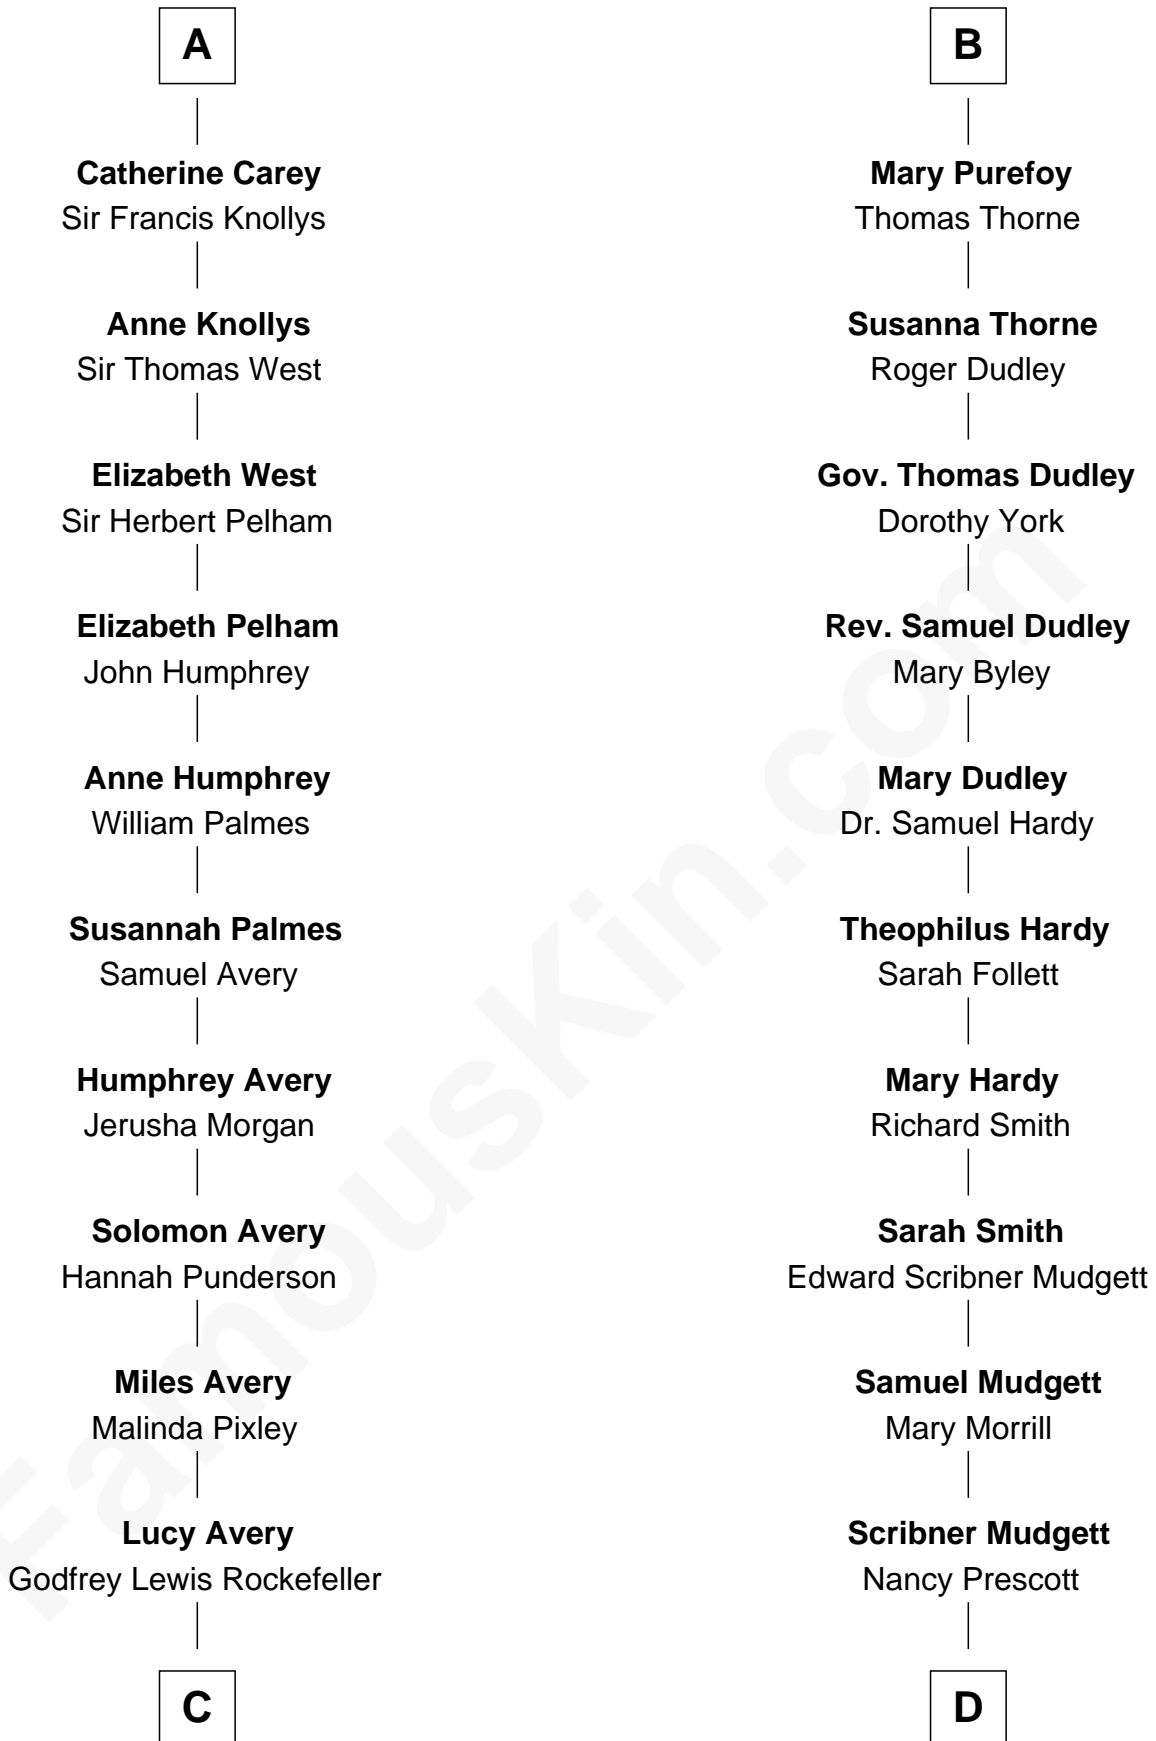 A
Catherine Carey
Sir Francis Knollys
Anne Knollys
Sir Thomas West
Elizabeth West
Sir Herbert Pelham
Elizabeth Pelham
John Humphrey
Anne Humphrey
William Palmes
Susannah Palmes
Samuel Avery
Humphrey Avery
Jerusha Morgan
Solomon Avery
Hannah Punderson
Miles Avery
Malinda Pixley
Lucy Avery
Godfrey Lewis Rockefeller
C
B
Mary Purefoy
Thomas Thorne
Susanna Thorne
Roger Dudley
Gov. Thomas Dudley
Dorothy York
Rev. Samuel Dudley
Mary Byley
Mary Dudley
Dr. Samuel Hardy
Theophilus Hardy
Sarah Follett
Mary Hardy
Richard Smith
Sarah Smith
Edward Scribner Mudgett
Samuel Mudgett
Mary Morrill
Scribner Mudgett
Nancy Prescott
D
FamousKin.com